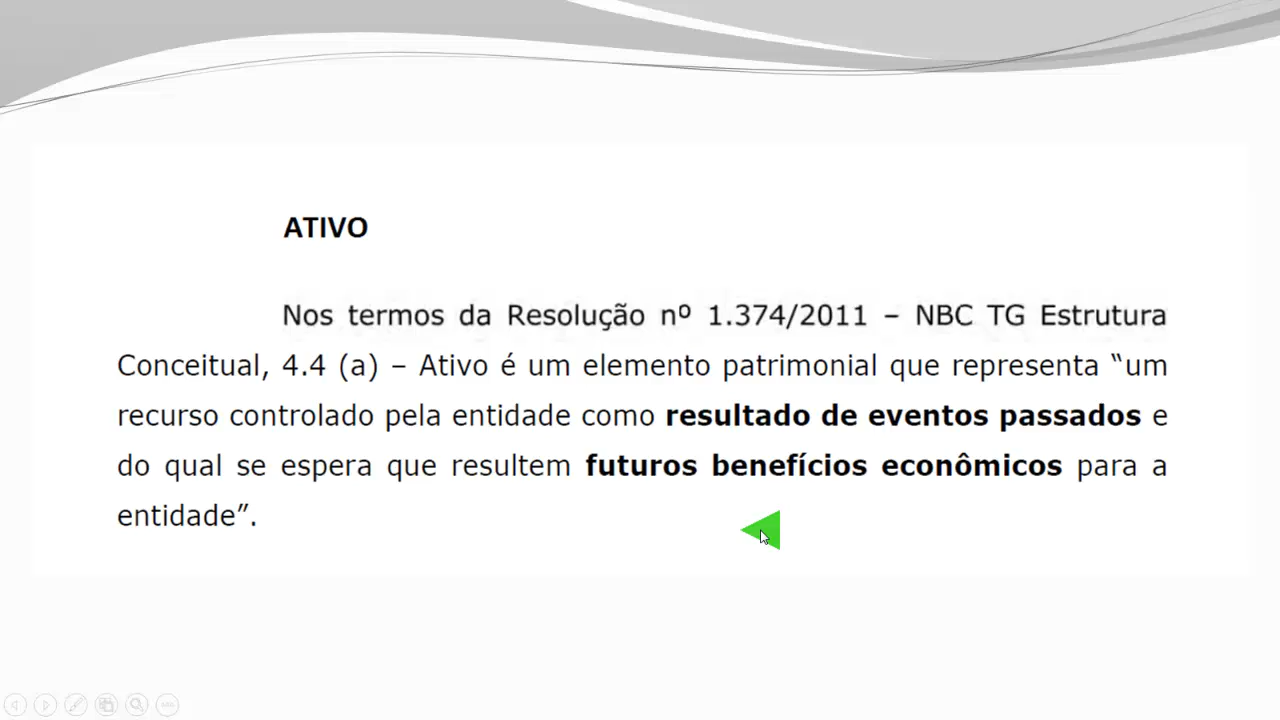 ATIVO
Nos termos da Resolução nº 1.374/2011 – NBC TG Estrutura
Conceitual, 4.4 (a) – Ativo é um elemento patrimonial que representa “um
recurso controlado pela entidade como resultado de eventos passados e
do qual se espera que resultem futuros benefícios econômicos para a
entidade”.